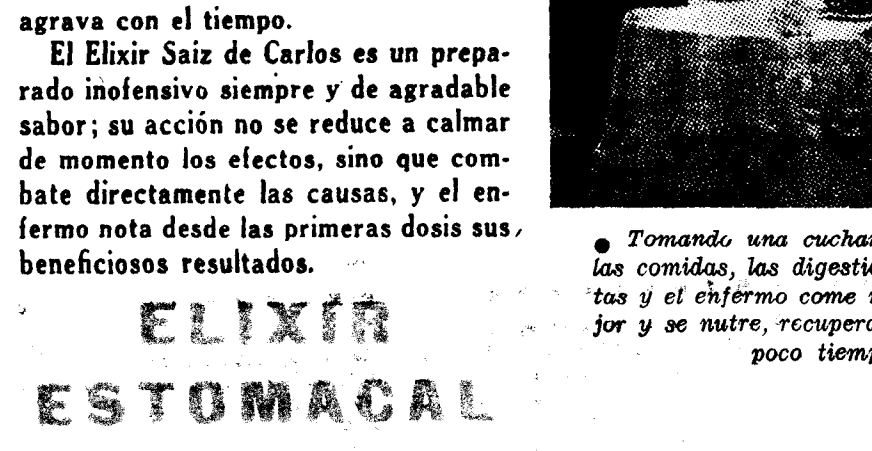 agrava con el tiempo.
El Elixir Saiz de Carlos es un prepa-
rado inofensivo siempre y de agradable
sabor; su acción no se reduce a calmar
de momento los efectos, sino que com-
bate directamente las causas, y el en-
fermo nota desde las primeras dosis sus
beneficiosos resultados.
ELIXIR
ESTOMACAL
● Tomando una
las comidas, las
tas y el enfermo come
jor y se nutre,
poco